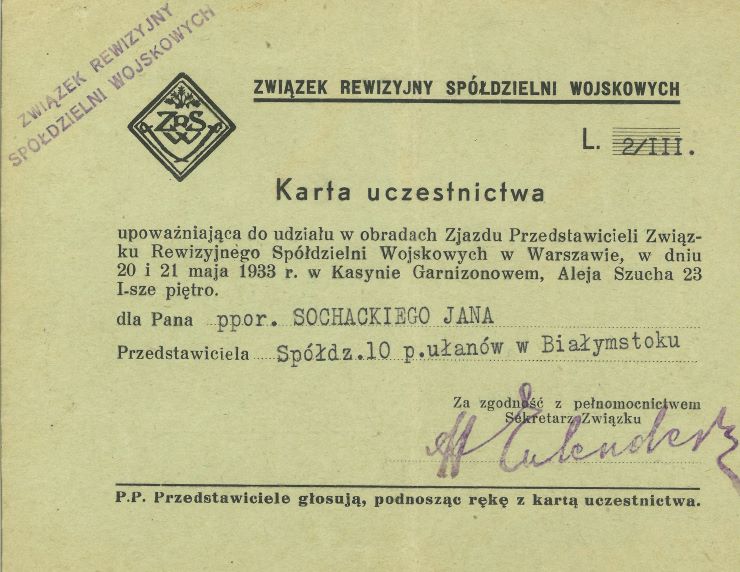 ZWIĄZEK REWIZYJNY
SPÓŁDZIELNI WOJSKOWYCH
ZRSW
ZWIĄZEK REWIZYJNY SPÓŁDZIELNI WOJSKOWYCH
L. 2/III.
Karta uczestnictwa
upoważniająca do udziału w obradach Zjazdu Przedstawicieli Związ-
ku Rewizyjnego Spółdzielni Wojskowych w Warszawie, w dniu
20 i 21 maja 1933 r. w Kasynie Garnizonowem, Aleja Szucha 23
I-sze piętro.
dla Pana ppor. SOCHACKIEGO JANA
Przedstawiciela Spółdz.10 p.ułanów w Białymstoku
Za zgodność z pełnomocnictwem
Sekretarz Związku
P.P. Przedstawiciele głosują, podnosząc rękę z kartą uczestnictwa.